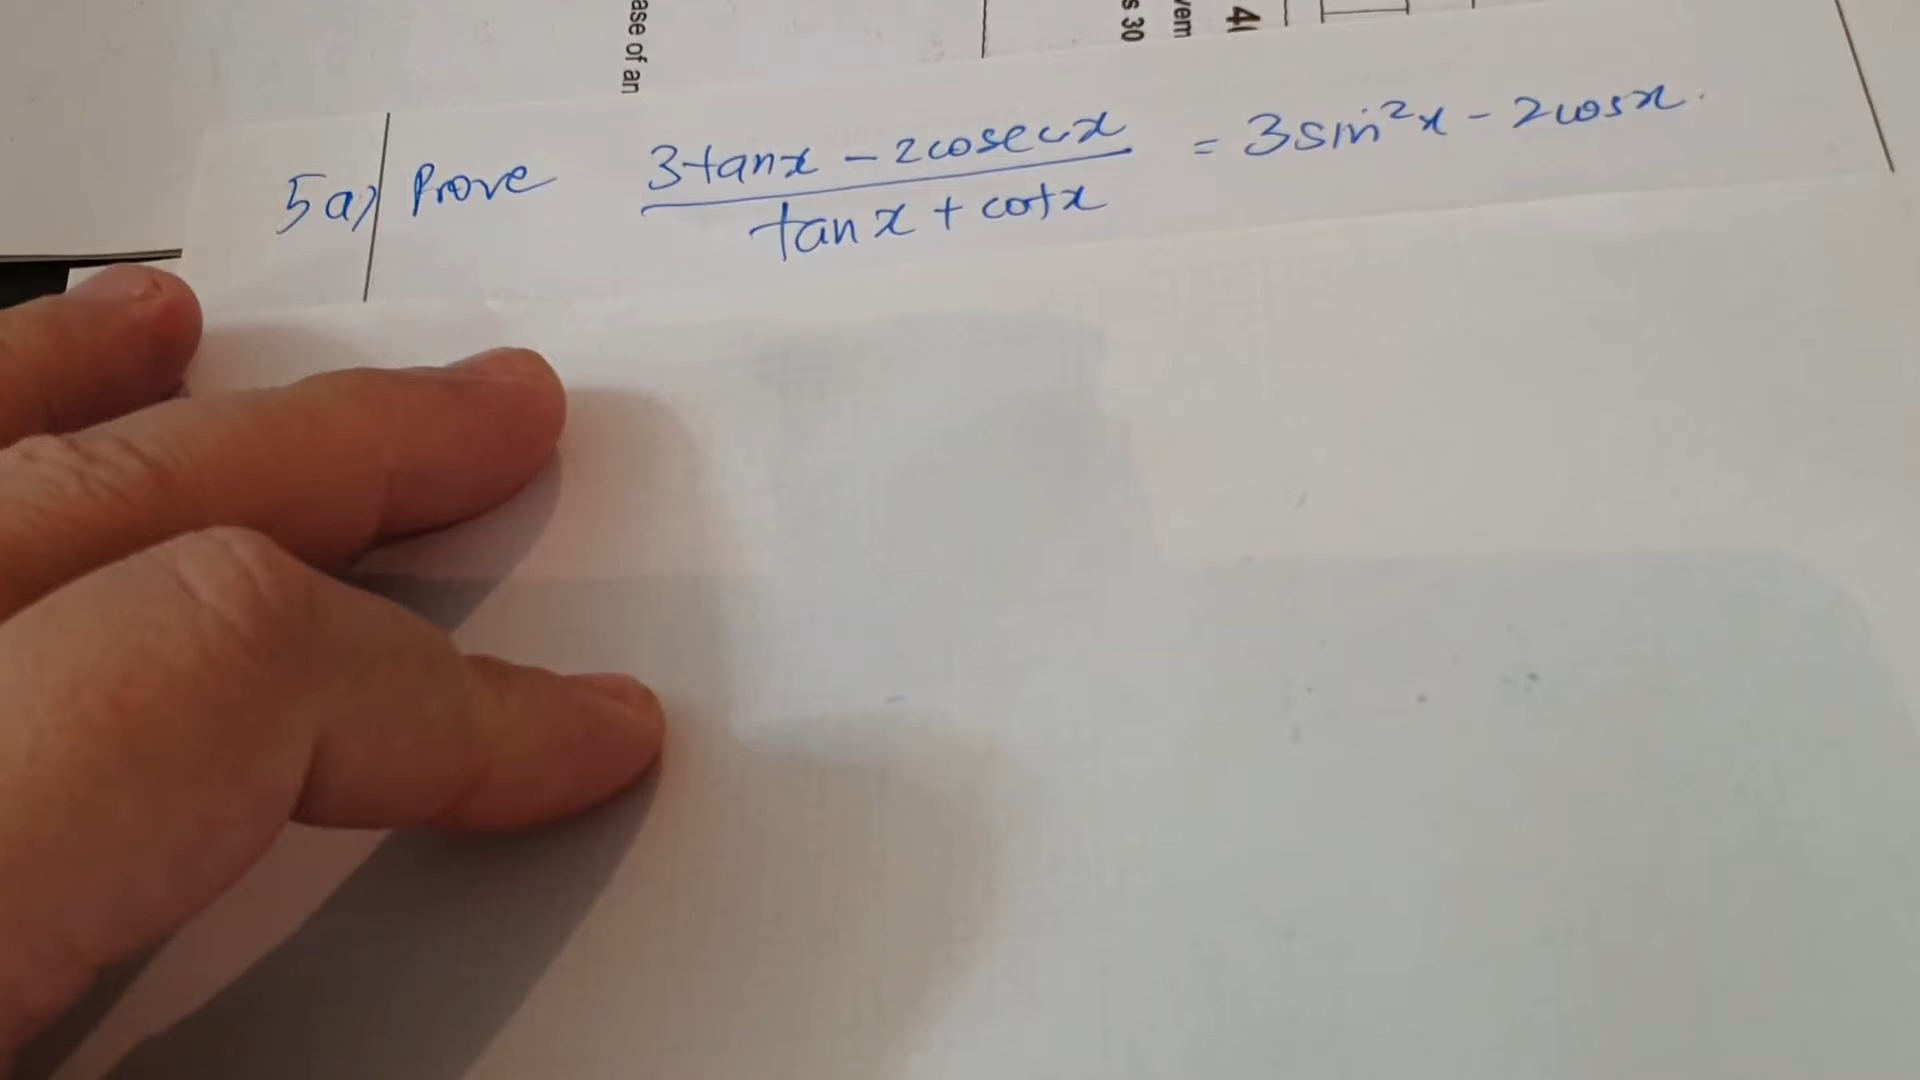 ase of an
s 30
vem
5a) Prove (3tanx - 2cosecx)/(tanx + cotx) = 3sin²x - 2cosx.